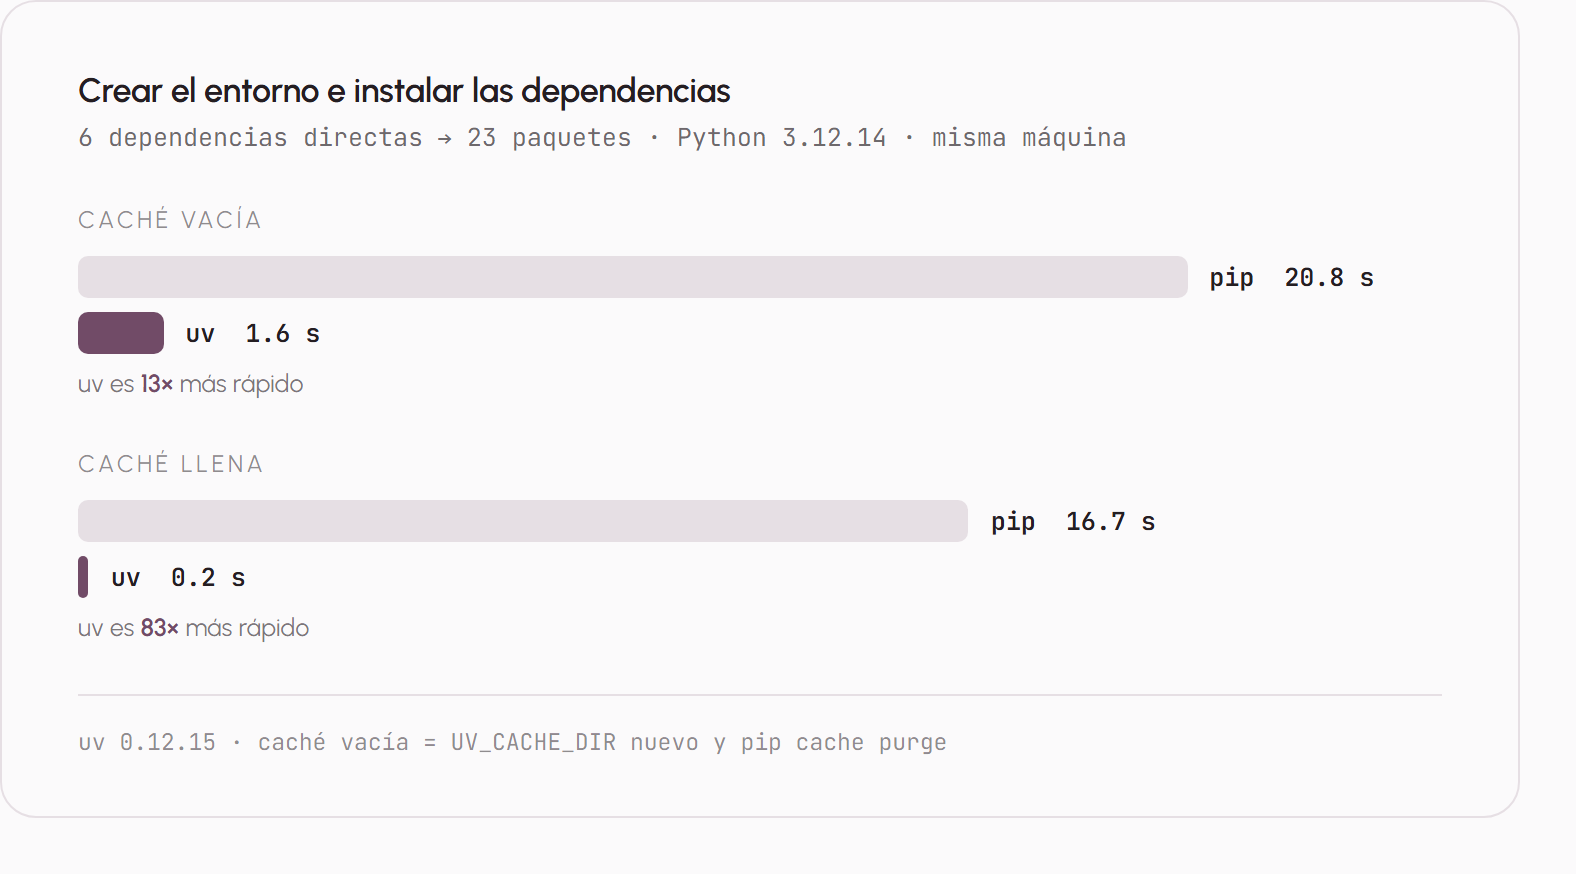 Crear el entorno e instalar las dependencias
6 dependencias directas → 23 paquetes · Python 3.12.14 · misma máquina
CACHÉ VACÍA
pip 20.8 s
uv 1.6 s
uv es 13× más rápido
CACHÉ LLENA
pip 16.7 s
uv 0.2 s
uv es 83× más rápido
uv 0.12.15 · caché vacía = UV_CACHE_DIR nuevo y pip cache purge